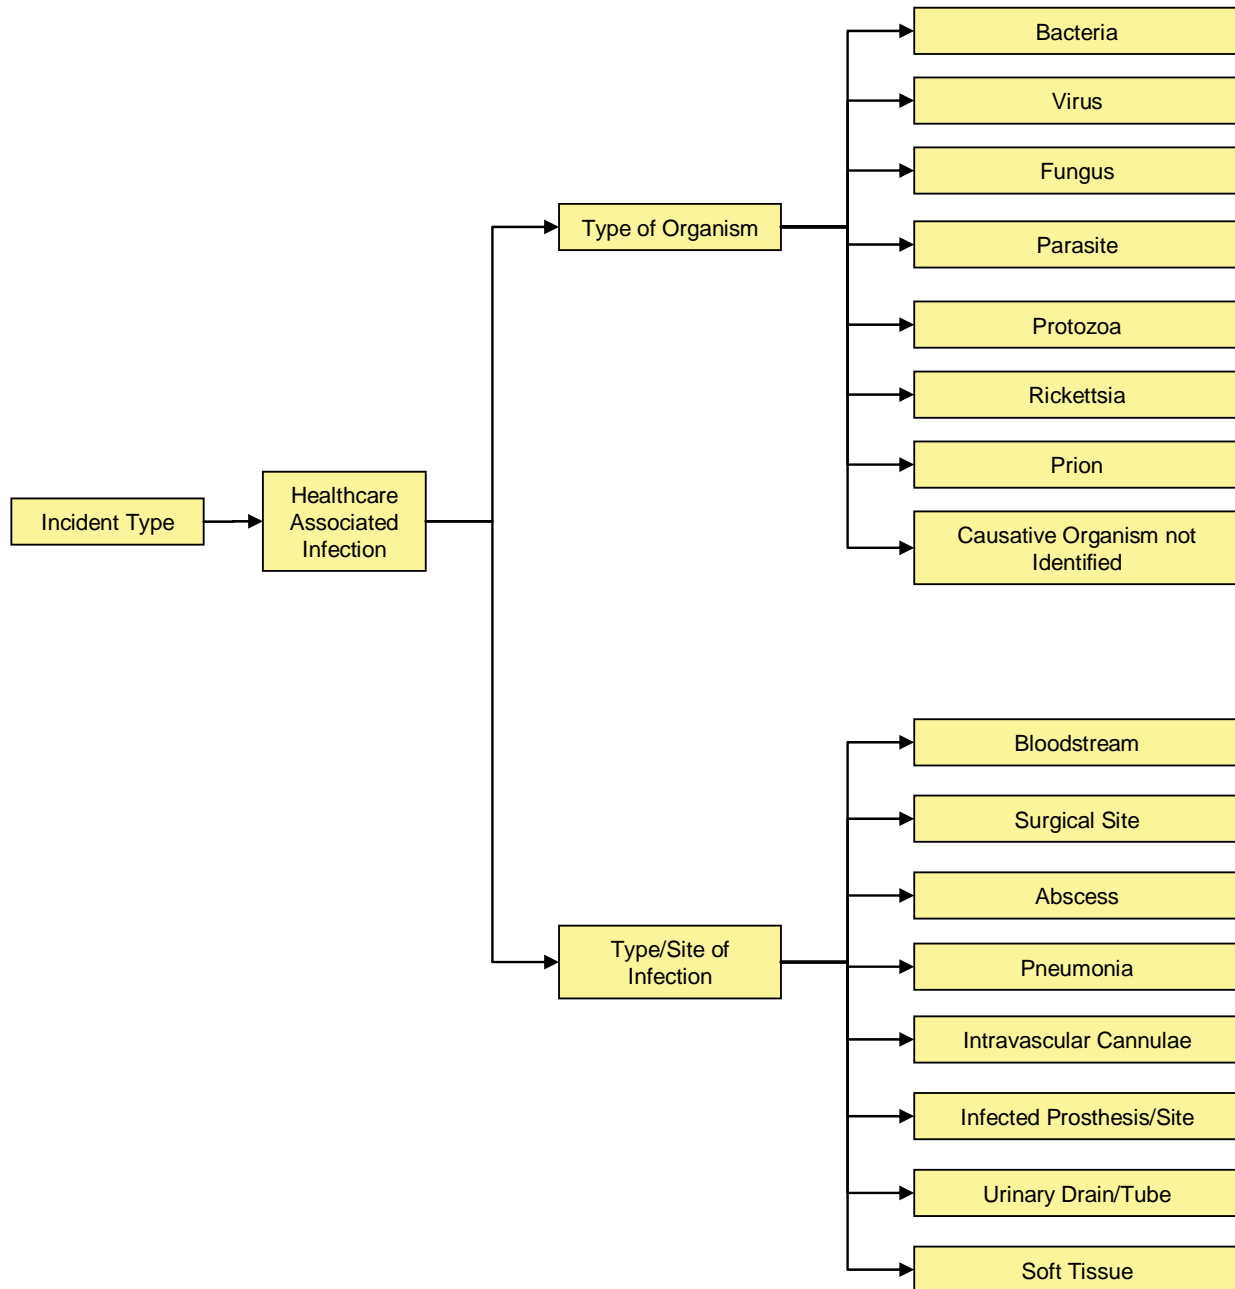 Incident Type
Healthcare
Associated
Infection
Type of Organism
Bacteria
Virus
Fungus
Parasite
Protozoa
Rickettsia
Prion
Causative Organism not
Identified
Type/Site of
Infection
Bloodstream
Surgical Site
Abscess
Pneumonia
Intravascular Cannulae
Infected Prosthesis/Site
Urinary Drain/Tube
Soft Tissue